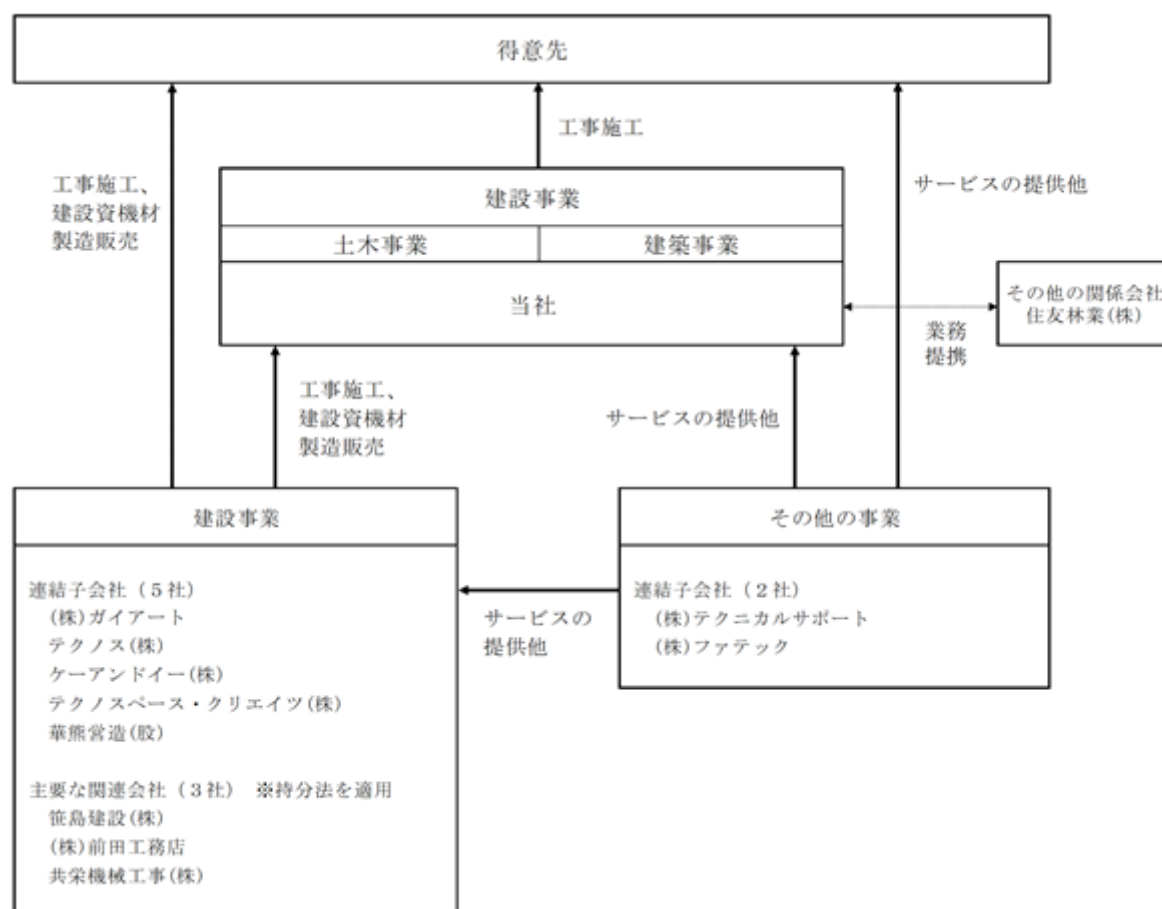 得意先
工事施工
工事施工、
建設資機材
製造販売
サービスの提供他
建設事業
土木事業
建築事業
当社
その他の関係会社
住友林業(株)
業務
提携
工事施工、
建設資機材
製造販売
サービスの提供他
建設事業
連結子会社（５社）
(株)ガイアート
テクノス(株)
ケーアンドイー(株)
テクノスペース・クリエイツ(株)
華熊営造(股)
主要な関連会社（３社） ※持分法を適用
笹島建設(株)
(株)前田工務店
共栄機械工事(株)
サービスの
提供他
その他の事業
連結子会社（２社）
(株)テクニカルサポート
(株)ファテック